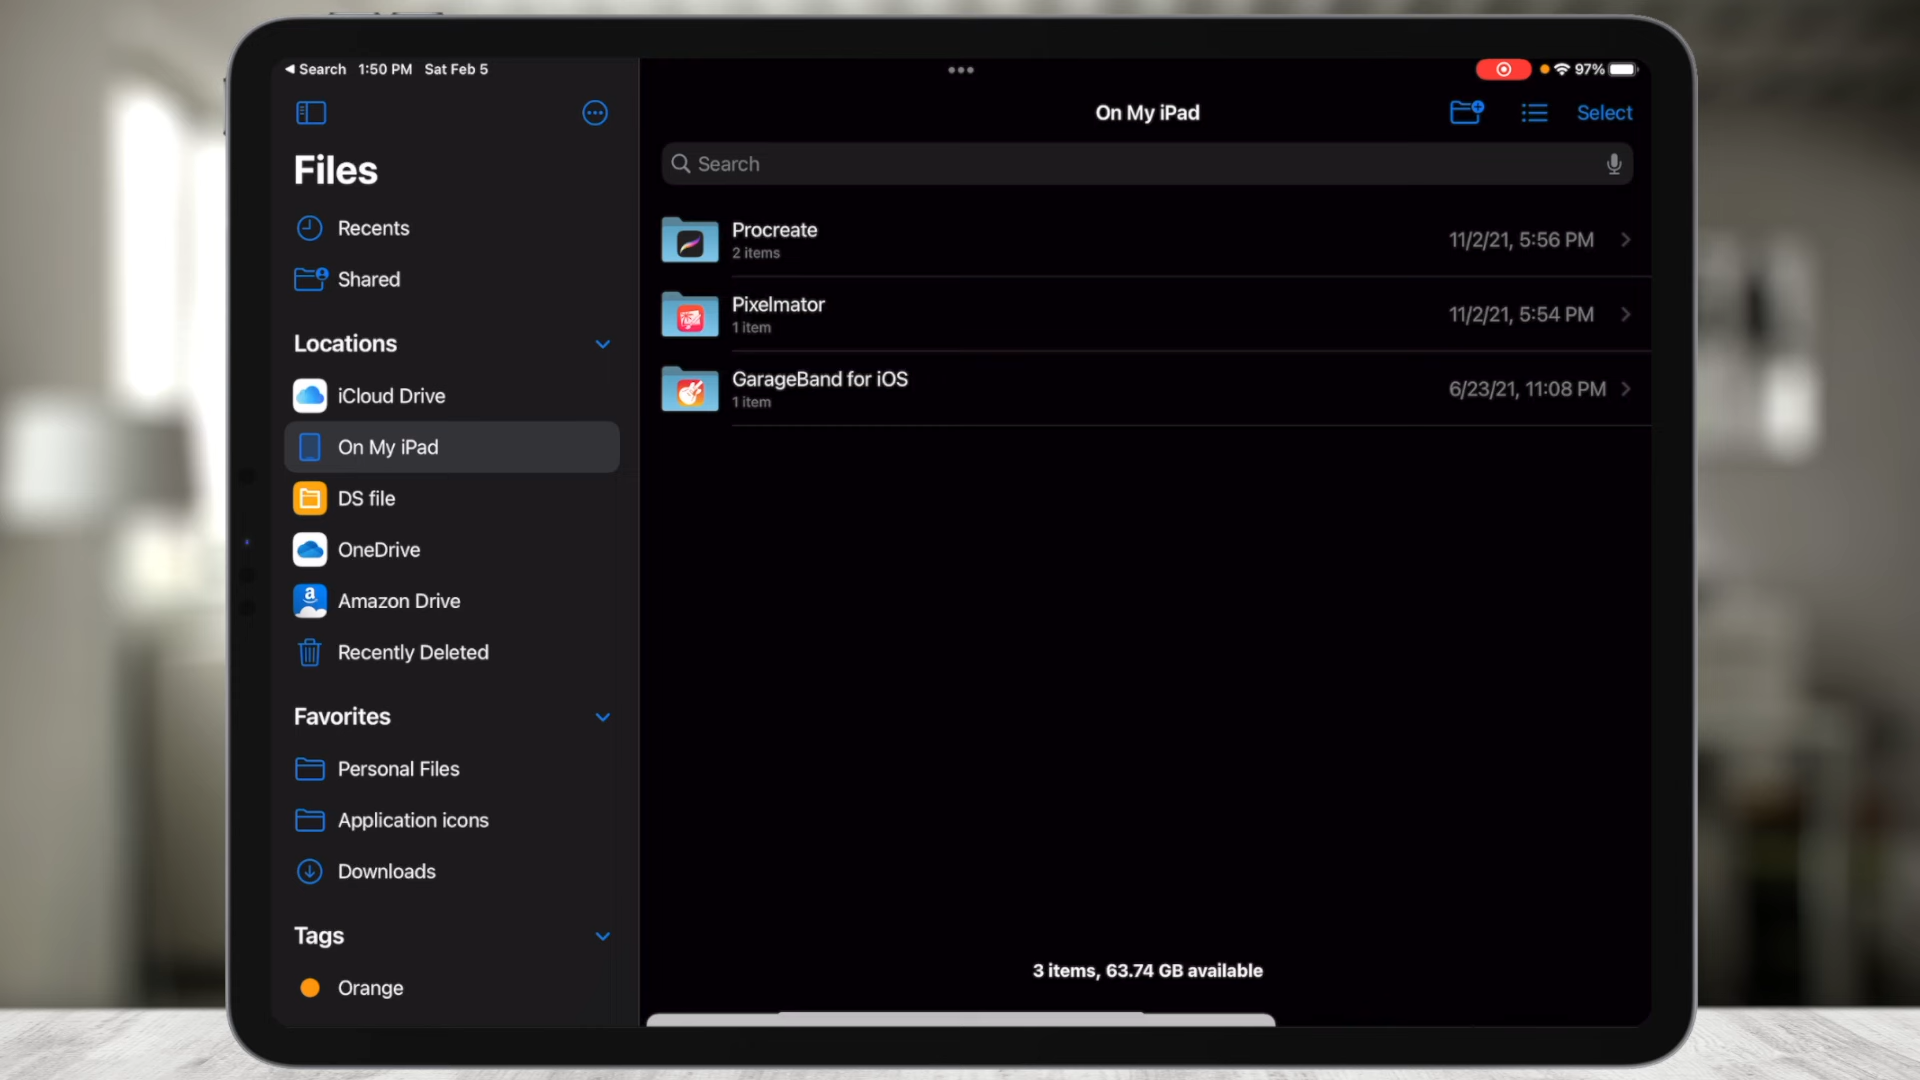 Search 1:50 PM Sat Feb 5
97%
Files
Recents
Shared
Locations
iCloud Drive
On My iPad
DS file
OneDrive
Amazon Drive
Recently Deleted
Favorites
Personal Files
Application icons
Downloads
Tags
Orange
On My iPad
Select
Search
Procreate
2 items
11/2/21, 5:56 PM
Pixelmator
1 item
11/2/21, 5:54 PM
GarageBand for iOS
1 item
6/23/21, 11:08 PM
3 items, 63.74 GB available